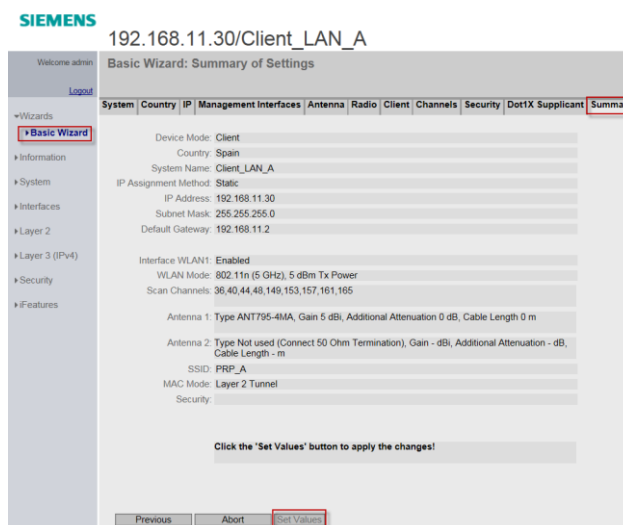 SIEMENS
192.168.11.30/Client_LAN_A
Welcome admin
Basic Wizard: Summary of Settings
Logout
System Country IP Management Interfaces Antenna Radio Client Channels Security Dot1X Supplicant Summa
Wizards
Basic Wizard
Information
System
Interfaces
Layer 2
Layer 3 (IPv4)
Security
iFeatures
Device Mode: Client
Country: Spain
System Name: Client_LAN_A
IP Assignment Method: Static
IP Address: 192.168.11.30
Subnet Mask: 255.255.255.0
Default Gateway: 192.168.11.2
Interface WLAN1: Enabled
WLAN Mode: 802.11n (5 GHz), 5 dBm Tx Power
Scan Channels: 36,40,44,48,149,153,157,161,165
Antenna 1: Type ANT795-4MA, Gain 5 dBi, Additional Attenuation 0 dB, Cable Length 0 m
Antenna 2: Type Not used (Connect 50 Ohm Termination), Gain - dBi, Additional Attenuation - dB,
Cable Length - m
SSID: PRP_A
MAC Mode: Layer 2 Tunnel
Security:
Click the 'Set Values' button to apply the changes!
Previous Abort Set Values